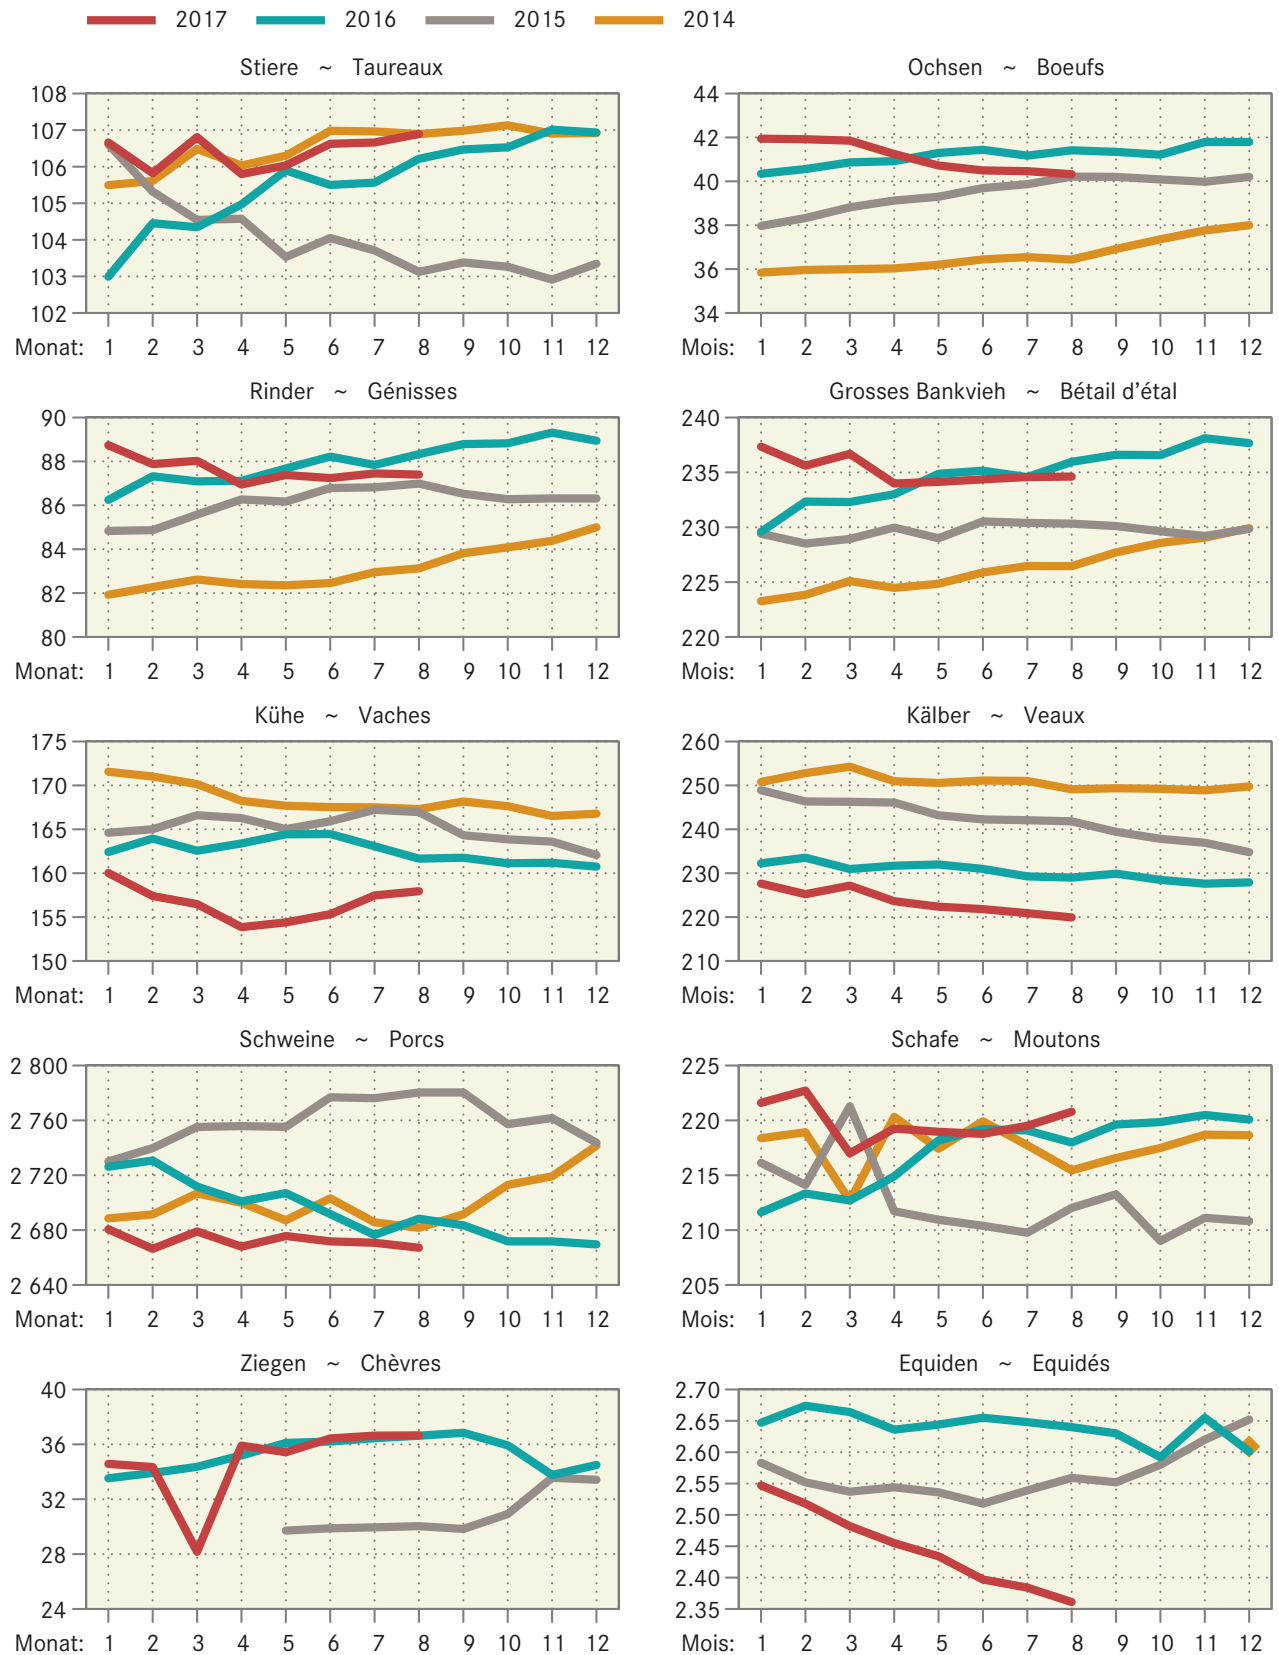 2017 2016 2015 2014
Stiere ~ Taureaux
108
107
106
105
104
103
102
Monat: 1 2 3 4 5 6 7 8 9 10 11 12
Ochsen ~ Boeufs
44
42
40
38
36
34
Mois: 1 2 3 4 5 6 7 8 9 10 11 12
Rinder ~ Génisses
90
88
86
84
82
80
Monat: 1 2 3 4 5 6 7 8 9 10 11 12
Grosses Bankvieh ~ Bétail d’étal
240
235
230
225
220
Mois: 1 2 3 4 5 6 7 8 9 10 11 12
Kühe ~ Vaches
175
170
165
160
155
150
Monat: 1 2 3 4 5 6 7 8 9 10 11 12
Kälber ~ Veaux
260
250
240
230
220
210
Mois: 1 2 3 4 5 6 7 8 9 10 11 12
Schweine ~ Porcs
2 800
2 760
2 720
2 680
2 640
Monat: 1 2 3 4 5 6 7 8 9 10 11 12
Schafe ~ Moutons
225
220
215
210
205
Mois: 1 2 3 4 5 6 7 8 9 10 11 12
Ziegen ~ Chèvres
40
36
32
28
24
Monat: 1 2 3 4 5 6 7 8 9 10 11 12
Equiden ~ Equidés
2.70
2.65
2.60
2.55
2.50
2.45
2.40
2.35
Mois: 1 2 3 4 5 6 7 8 9 10 11 12